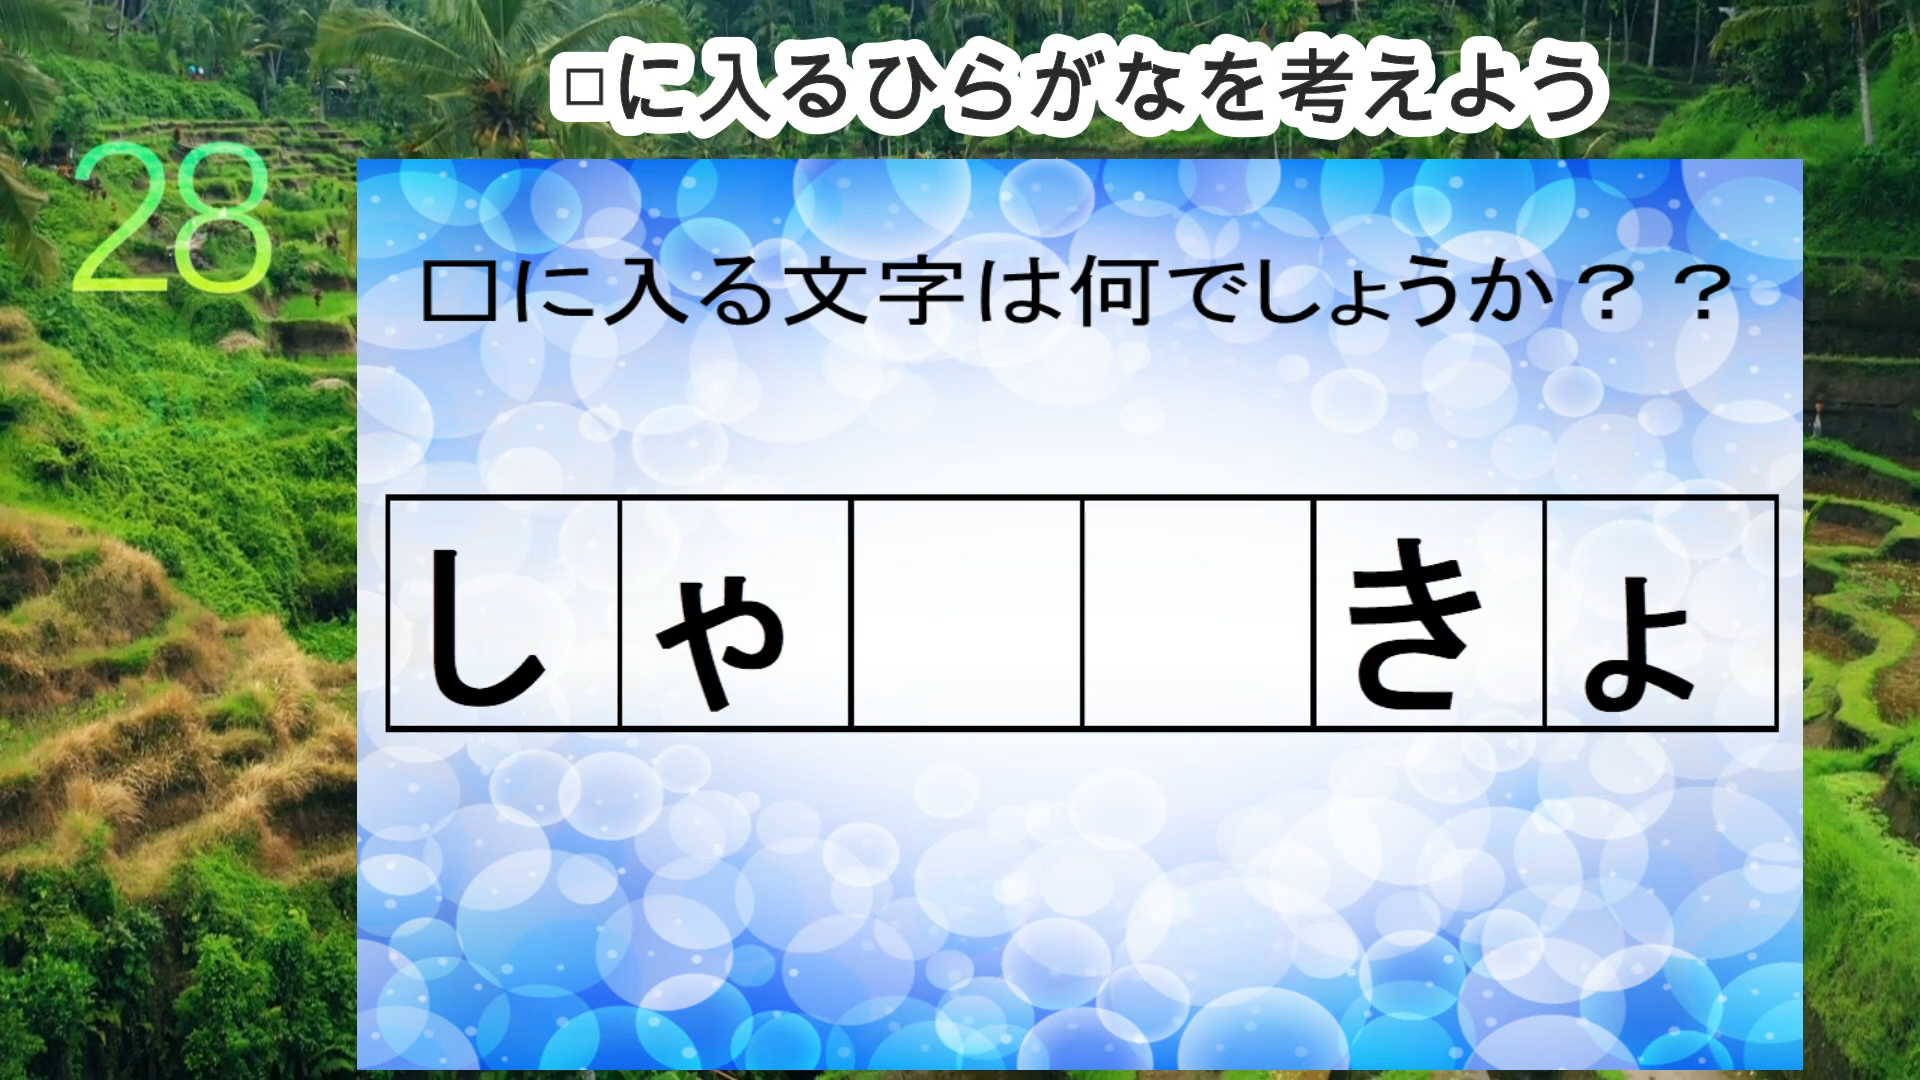 □に入るひらがなを考えよう
28
□に入る文字は何でしょうか？？
しゃ　　きょ